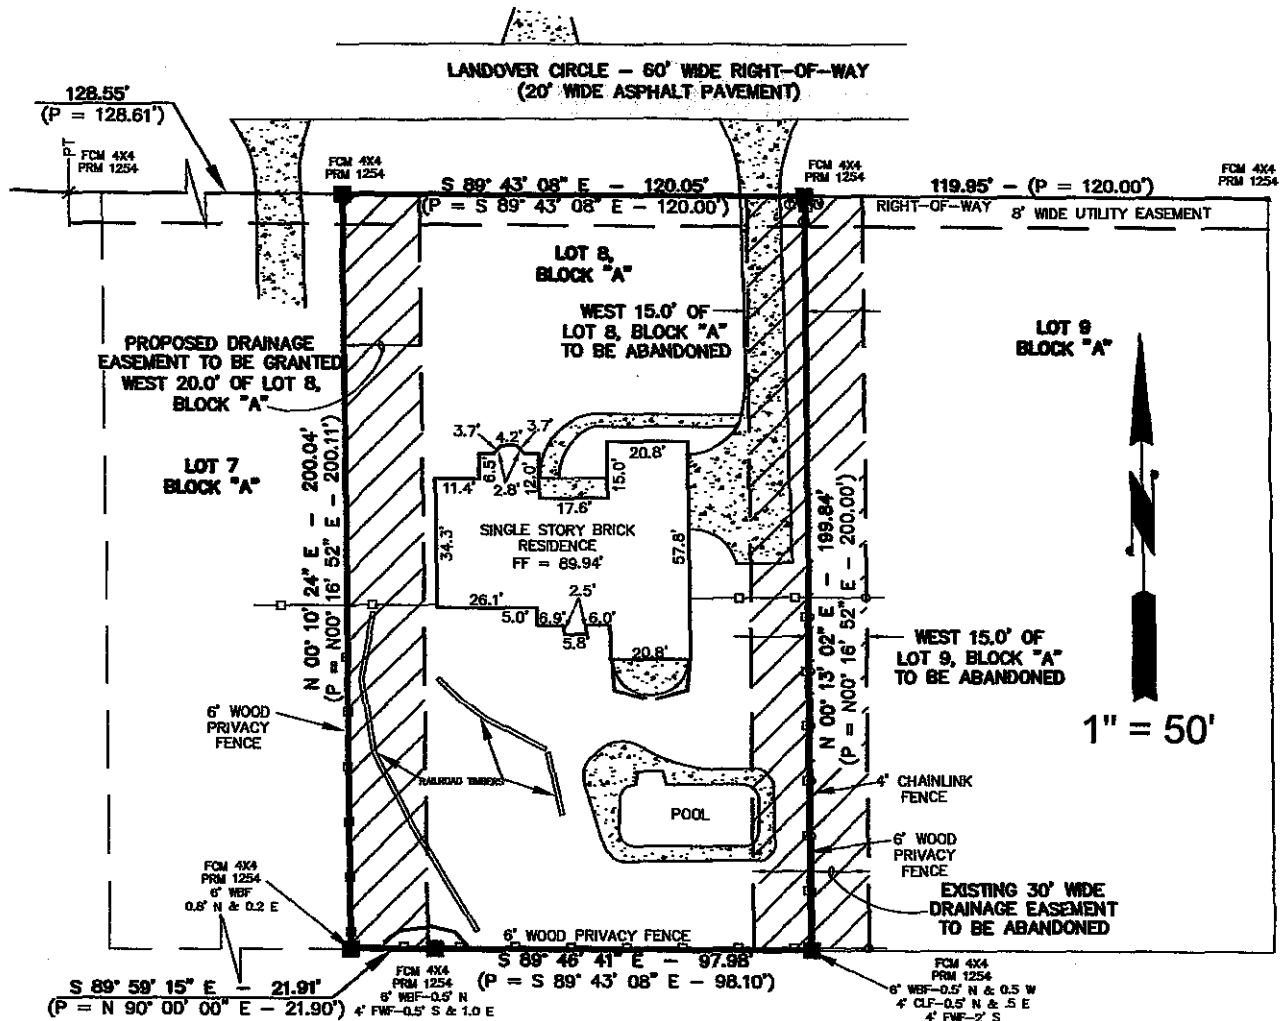 LANDOVER CIRCLE - 60' WIDE RIGHT-OF-WAY
(20' WIDE ASPHALT PAVEMENT)
128.55'
(P = 128.61')
PT
FCM 4X4
PRM 1254
FCM 4X4
PRM 1254
S 89° 43' 08" E - 120.05'
(P = S 89° 43' 08" E - 120.00')
FCM 4X4
PRM 1254
119.95' - (P = 120.00')
FCM 4X4
PRM 1254
RIGHT-OF-WAY
8' WIDE UTILITY EASEMENT
LOT 8,
BLOCK "A"
WEST 15.0' OF
LOT 8, BLOCK "A"
TO BE ABANDONED
LOT 9
BLOCK "A"
PROPOSED DRAINAGE
EASEMENT TO BE GRANTED
WEST 20.0' OF LOT 8,
BLOCK "A"
LOT 7
BLOCK "A"
N 00° 10' 24" E - 200.04'
(P = N00° 16' 52" E - 200.11')
3.7'
4.2'
3.7'
6.5'
2.8'
12.0'
11.4'
17.6'
15.0'
20.8'
34.3'
SINGLE STORY BRICK
RESIDENCE
FF = 89.94'
57.8'
26.1'
5.0'
6.9'
2.5'
5.8'
6.0'
20.8'
N 00° 13' 02" E - 199.84'
(P = N00° 16' 52" E - 200.00')
N
WEST 15.0' OF
LOT 9, BLOCK "A"
TO BE ABANDONED
1" = 50'
6' WOOD
PRIVACY
FENCE
RAILROAD TIMBERS
POOL
4' CHAINLINK
FENCE
6' WOOD
PRIVACY
FENCE
EXISTING 30' WIDE
DRAINAGE EASEMENT
TO BE ABANDONED
FCM 4X4
PRM 1254
6' WBF
0.8' N & 0.2 E
6' WOOD PRIVACY FENCE
S 89° 46' 41" E - 97.98'
(P = S 89° 43' 08" E - 98.10')
S 89° 59' 15" E - 21.91'
(P = N 90° 00' 00" E - 21.90')
FCM 4X4
PRM 1254
6' WBF-0.5' N
4' FWF-0.5' S & 1.0 E
FCM 4X4
PRM 1254
6' WBF-0.5' N & 0.5 W
4' CLF-0.5' N & .5 E
4' FWF-2' S